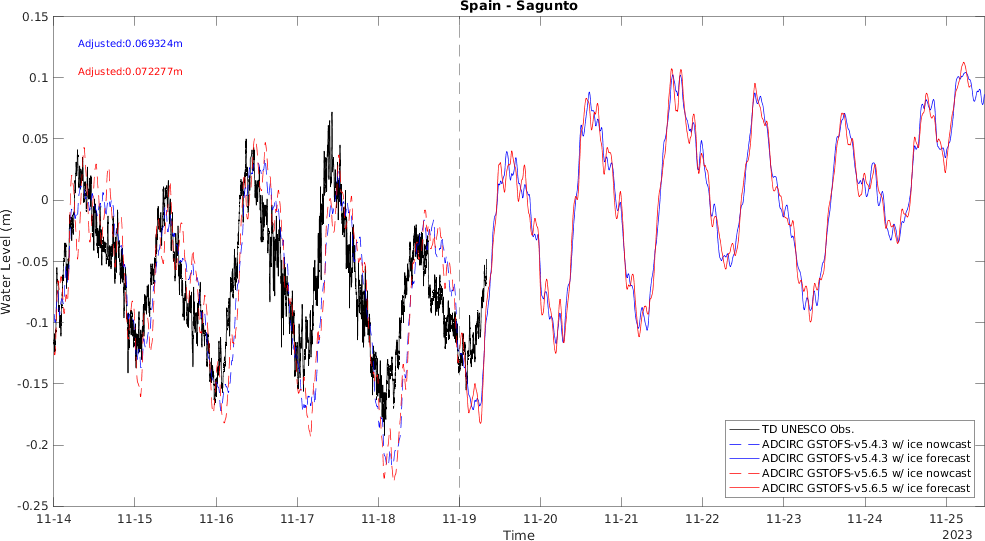 Spain - Sagunto
0.15
0.1
0.05
0
-0.05
-0.1
-0.15
-0.2
-0.25
Water Level (m)
Adjusted:0.069324m
Adjusted:0.072277m
TD UNESCO Obs.
ADCIRC GSTOFS-v5.4.3 w/ ice nowcast
ADCIRC GSTOFS-v5.4.3 w/ ice forecast
ADCIRC GSTOFS-v5.6.5 w/ ice nowcast
ADCIRC GSTOFS-v5.6.5 w/ ice forecast
11-14 11-15 11-16 11-17 11-18 11-19 11-20 11-21 11-22 11-23 11-24 11-25
Time
2023